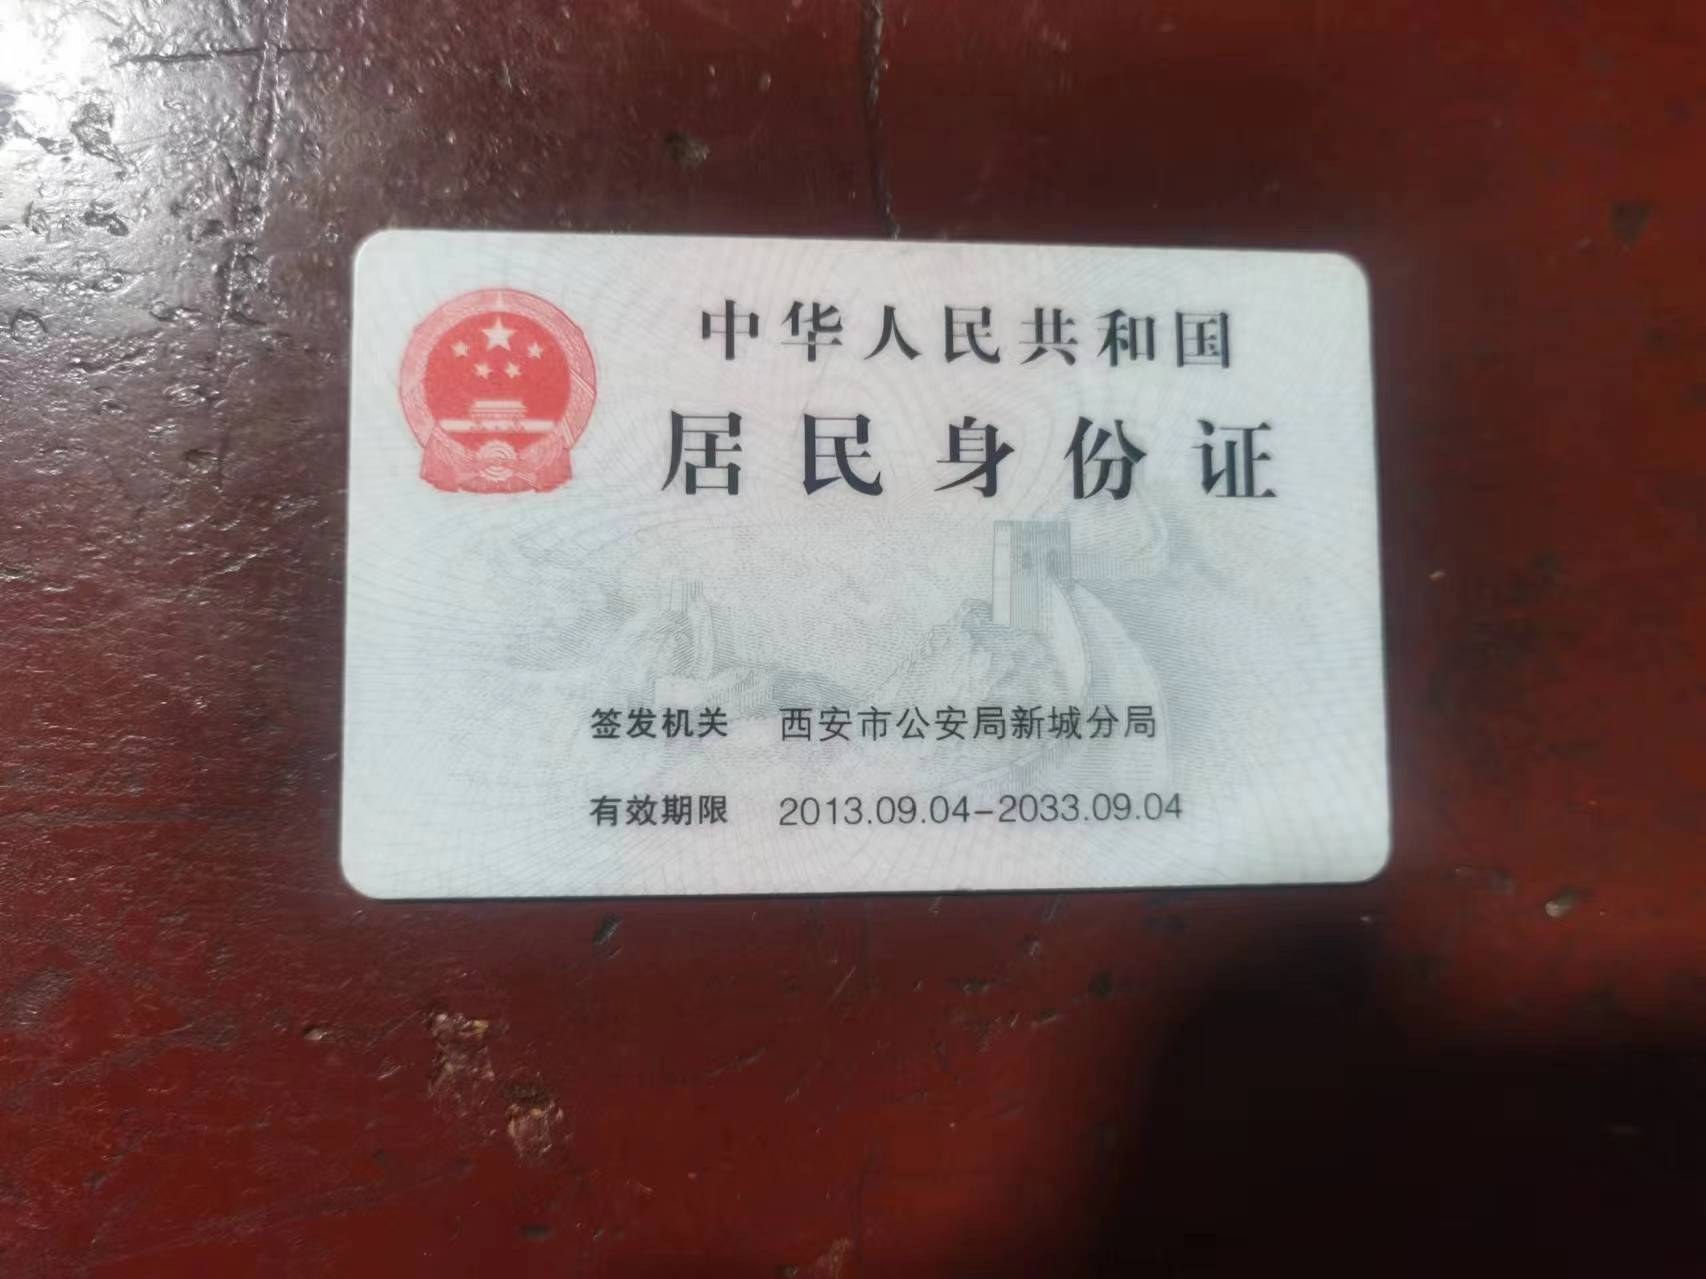 中华人民共和国
居民身份证
签发机关 西安市公安局新城分局
有效期限 2013.09.04-2033.09.04